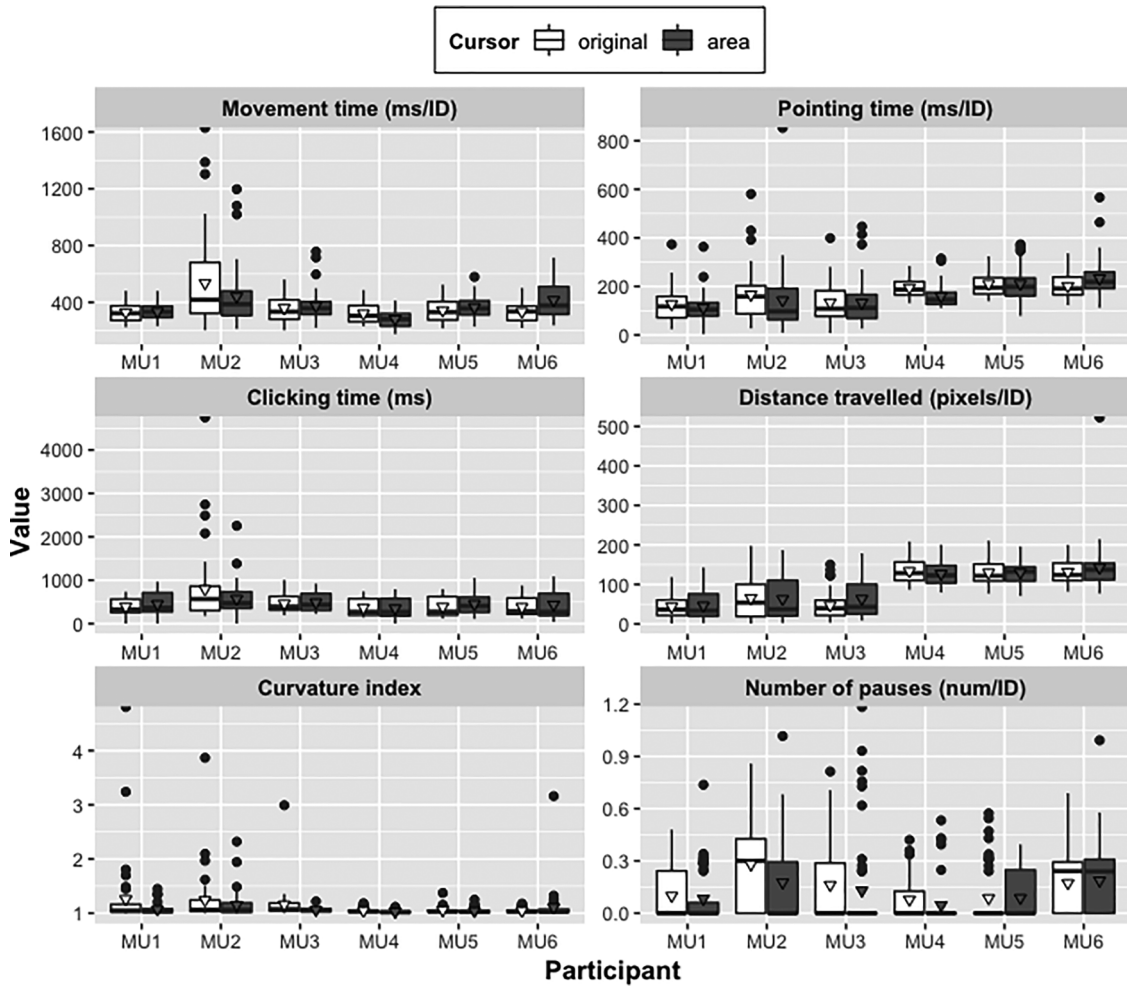 Cursor original area
Movement time (ms/ID)
1600
1200
800
400
MU1 MU2 MU3 MU4 MU5 MU6
Pointing time (ms/ID)
800
600
400
200
0
MU1 MU2 MU3 MU4 MU5 MU6
Clicking time (ms)
4000
3000
2000
1000
0
MU1 MU2 MU3 MU4 MU5 MU6
Distance travelled (pixels/ID)
500
400
300
200
100
0
MU1 MU2 MU3 MU4 MU5 MU6
Curvature index
4
3
2
1
MU1 MU2 MU3 MU4 MU5 MU6
Number of pauses (num/ID)
1.2
0.9
0.6
0.3
0.0
MU1 MU2 MU3 MU4 MU5 MU6
Value
Participant